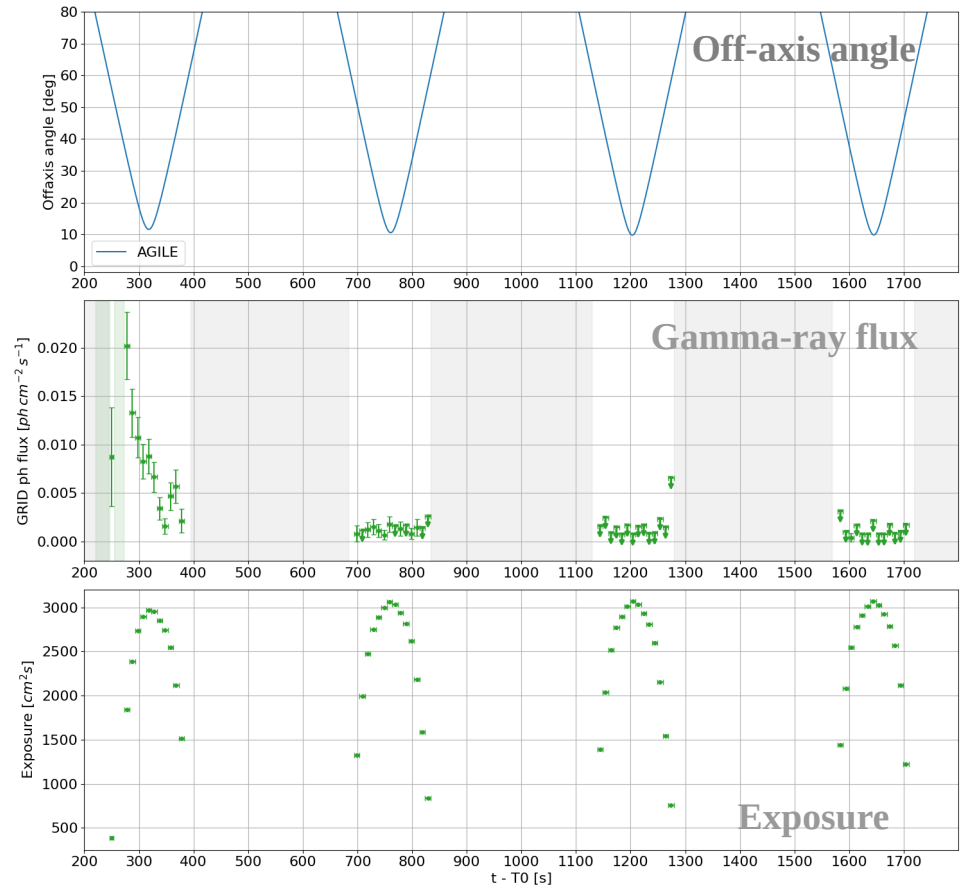 80
70
60
50
40
30
20
10
0
Offaxis angle [deg]
Off-axis angle
AGILE
200 300 400 500 600 700 800 900 1000 1100 1200 1300 1400 1500 1600 1700
0.020
0.015
0.010
0.005
0.000
GRID ph flux [ph cm⁻² s⁻¹]
Gamma-ray flux
200 300 400 500 600 700 800 900 1000 1100 1200 1300 1400 1500 1600 1700
3000
2500
2000
1500
1000
500
Exposure [cm²s]
Exposure
200 300 400 500 600 700 800 900 1000 1100 1200 1300 1400 1500 1600 1700
t - T0 [s]